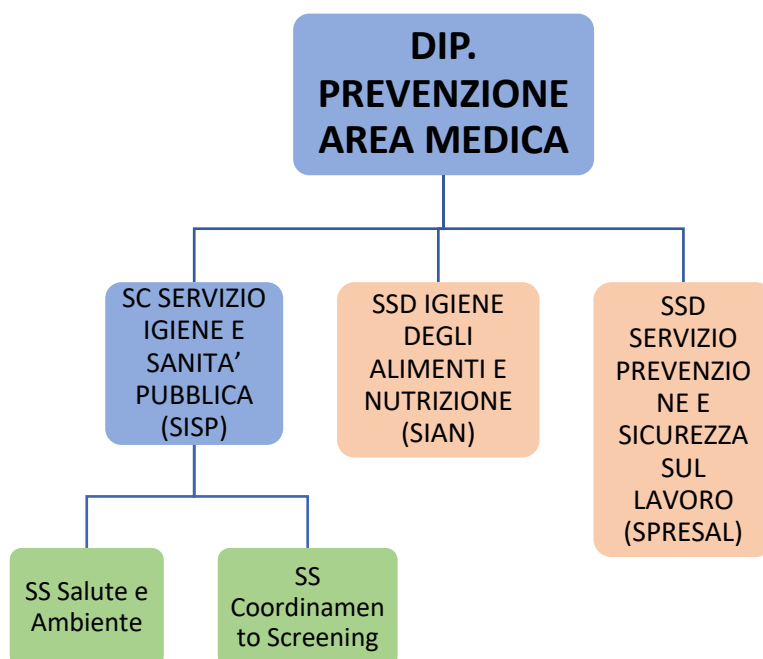 DIP.
PREVENZIONE
AREA MEDICA
SC SERVIZIO
IGIENE E
SANITA’
PUBBLICA
(SISP)
SSD IGIENE
DEGLI
ALIMENTI E
NUTRIZIONE
(SIAN)
SSD
SERVIZIO
PREVENZIO
NE E
SICUREZZA
SUL
LAVORO
(SPRESAL)
SS Salute e
Ambiente
SS
Coordinamen
to Screening